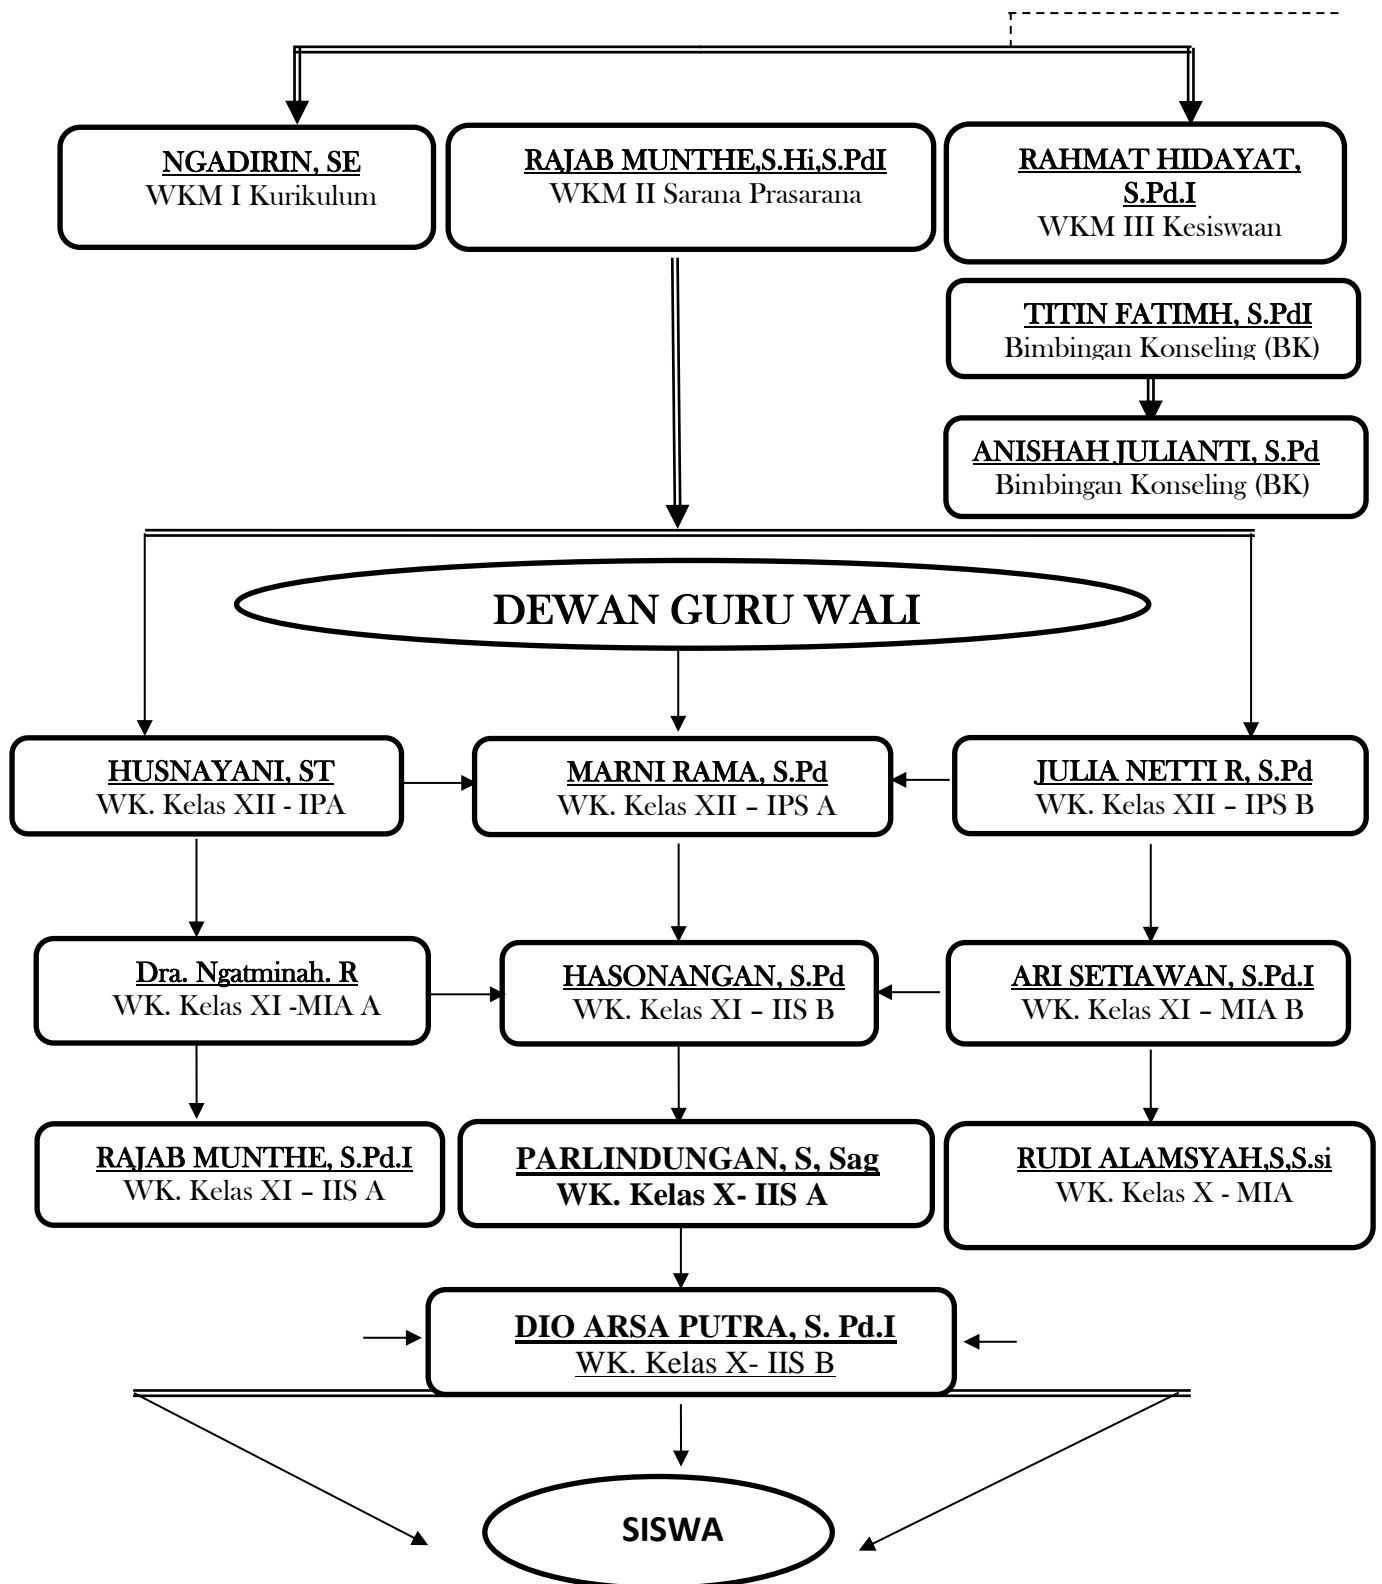 NGADIRIN, SE
WKM I Kurikulum
RAJAB MUNTHE,S.Hi,S.PdI
WKM II Sarana Prasarana
RAHMAT HIDAYAT,
S.Pd.I
WKM III Kesiswaan
TITIN FATIMH, S.PdI
Bimbingan Konseling (BK)
ANISHAH JULIANTI, S.Pd
Bimbingan Konseling (BK)
DEWAN GURU WALI
HUSNAYANI, ST
WK. Kelas XII - IPA
MARNI RAMA, S.Pd
WK. Kelas XII – IPS A
JULIA NETTI R, S.Pd
WK. Kelas XII – IPS B
Dra. Ngatminah. R
WK. Kelas XI -MIA A
HASONANGAN, S.Pd
WK. Kelas XI – IIS B
ARI SETIAWAN, S.Pd.I
WK. Kelas XI – MIA B
RAJAB MUNTHE, S.Pd.I
WK. Kelas XI – IIS A
PARLINDUNGAN, S, Sag
WK. Kelas X- IIS A
RUDI ALAMSYAH,S,S.si
WK. Kelas X - MIA
DIO ARSA PUTRA, S. Pd.I
WK. Kelas X- IIS B
SISWA